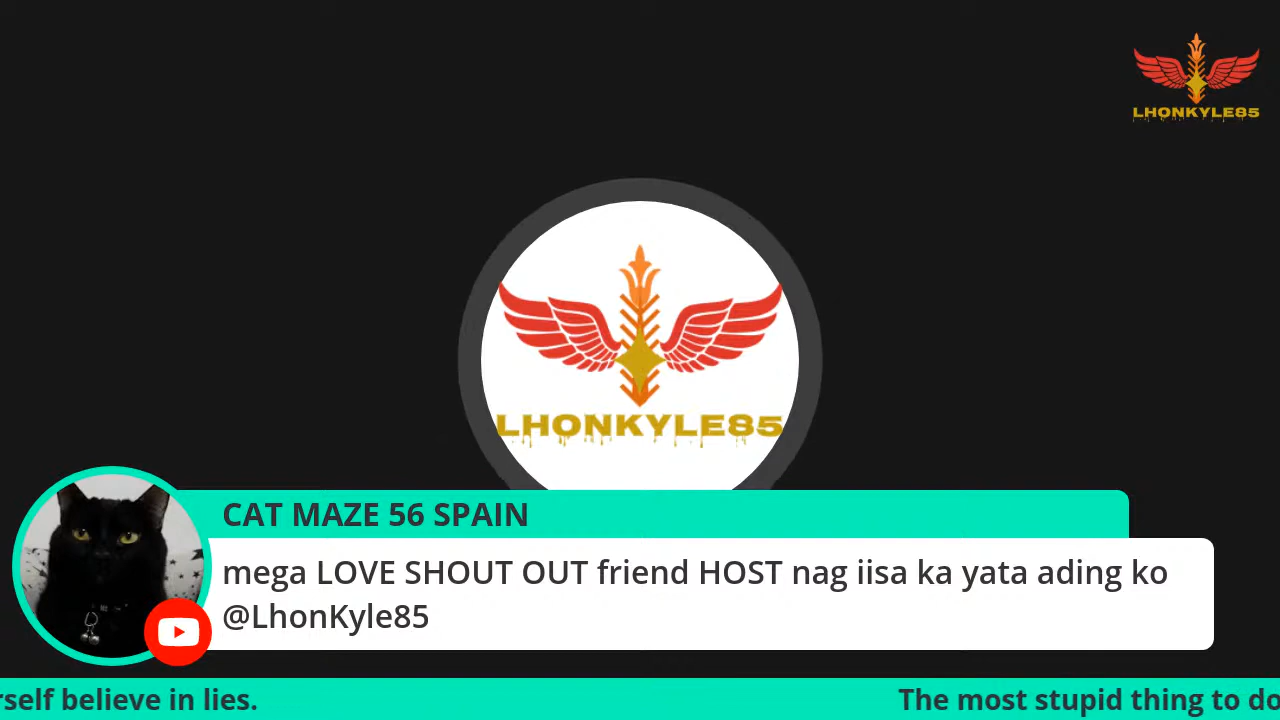 LHONKYLE85
LHONKYLE85
CAT MAZE 56 SPAIN
mega LOVE SHOUT OUT friend HOST nag iisa ka yata ading ko
@LhonKyle85
rself believe in lies. The most stupid thing to do